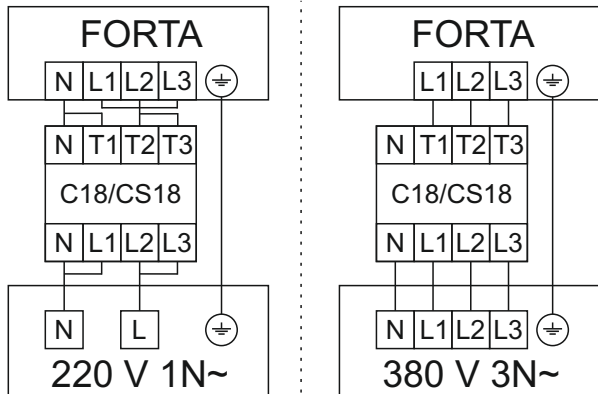 FORTA
N L1 L2 L3
N T1 T2 T3
C18/CS18
N L1 L2 L3
N L
220 V 1N~
FORTA
L1 L2 L3
N T1 T2 T3
C18/CS18
N L1 L2 L3
N L1 L2 L3
380 V 3N~